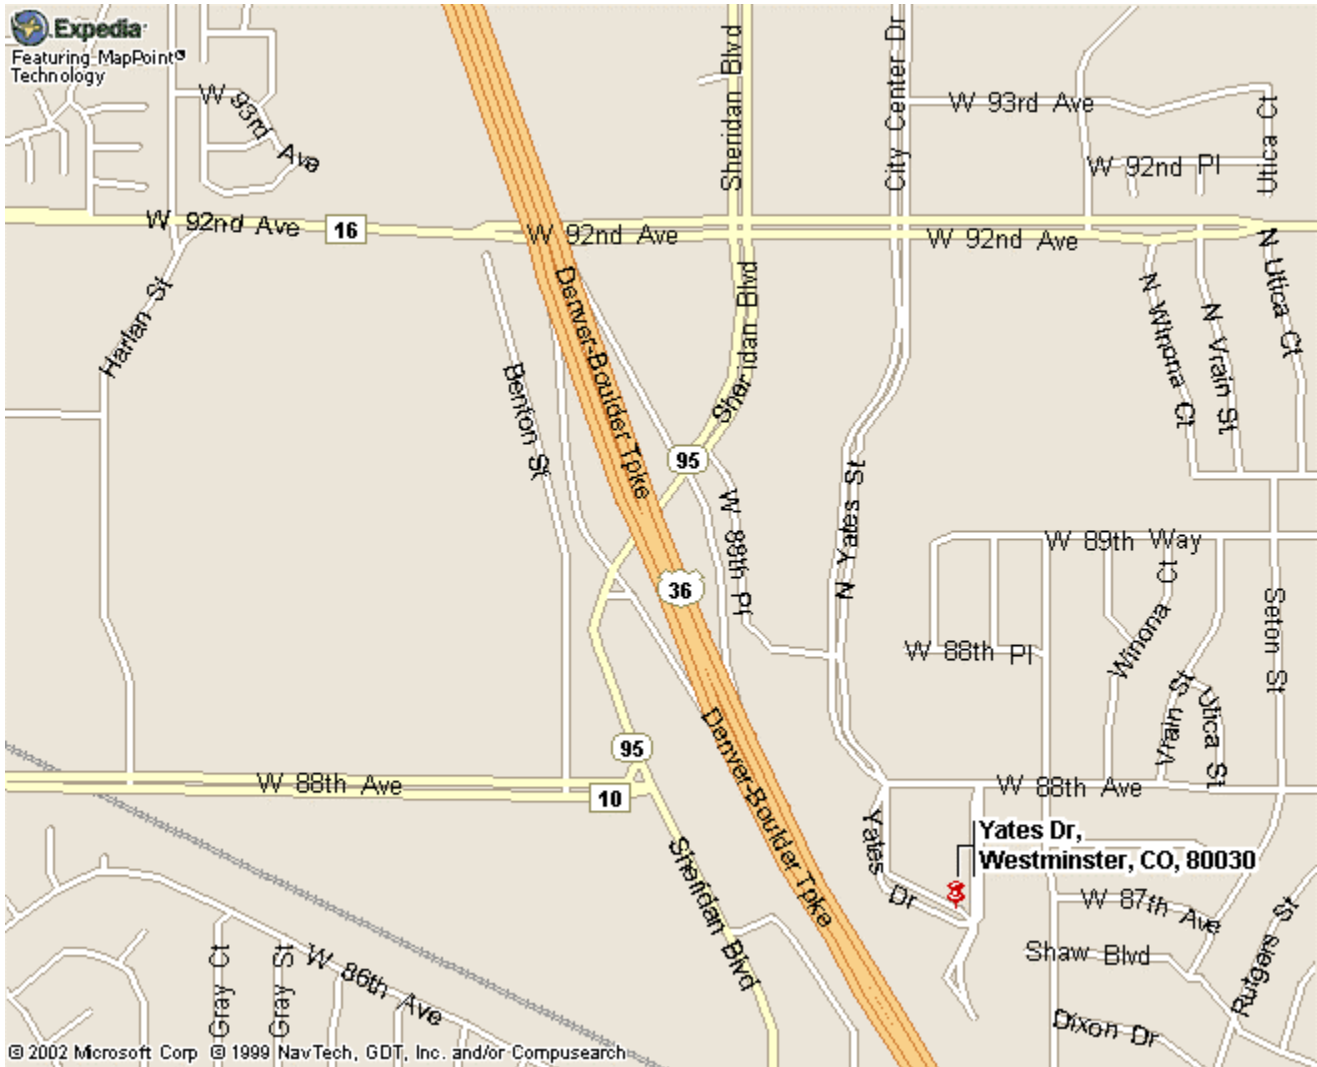 Expedia
Featuring MapPoint
Technology
W 93rd Ave
Sheridan Blvd
City Center Dr
W 93rd Ave
Utica Ct
W 92nd Pl
W 92nd Ave
16
W 92nd Ave
W 92nd Ave
N Utica Ct
Harlan St
Denver-Boulder Tpke
Sheridan Blvd
N Winona Ct
N Vrain St
Benton St
95
W 88th Pl
N Yates St
W 89th Way
36
Winona Ct
Seton St
W 88th Pl
Vrain St
Utica St
95
Denver-Boulder Tpke
W 88th Ave
10
W 88th Ave
Yates Dr
Yates Dr,
Westminster, CO, 80030
Sheridan Blvd
W 87th Ave
Shaw Blvd
Rutgers St
Gray Ct
Gray St
W 86th Ave
Dixon Dr
© 2002 Microsoft Corp © 1999 NavTech, GDT, Inc. and/or Compusearch